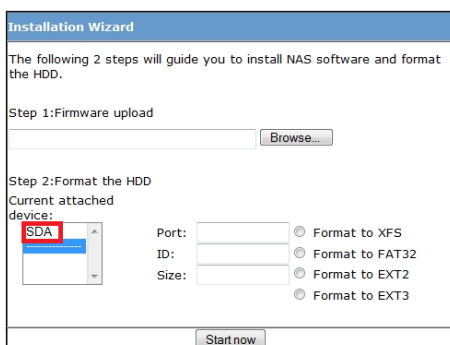 Installation Wizard
The following 2 steps will guide you to install NAS software and format
the HDD.
Step 1:Firmware upload
Browse...
Step 2:Format the HDD
Current attached
device:
SDA
---------------
Port:
ID:
Size:
Format to XFS
Format to FAT32
Format to EXT2
Format to EXT3
Start now